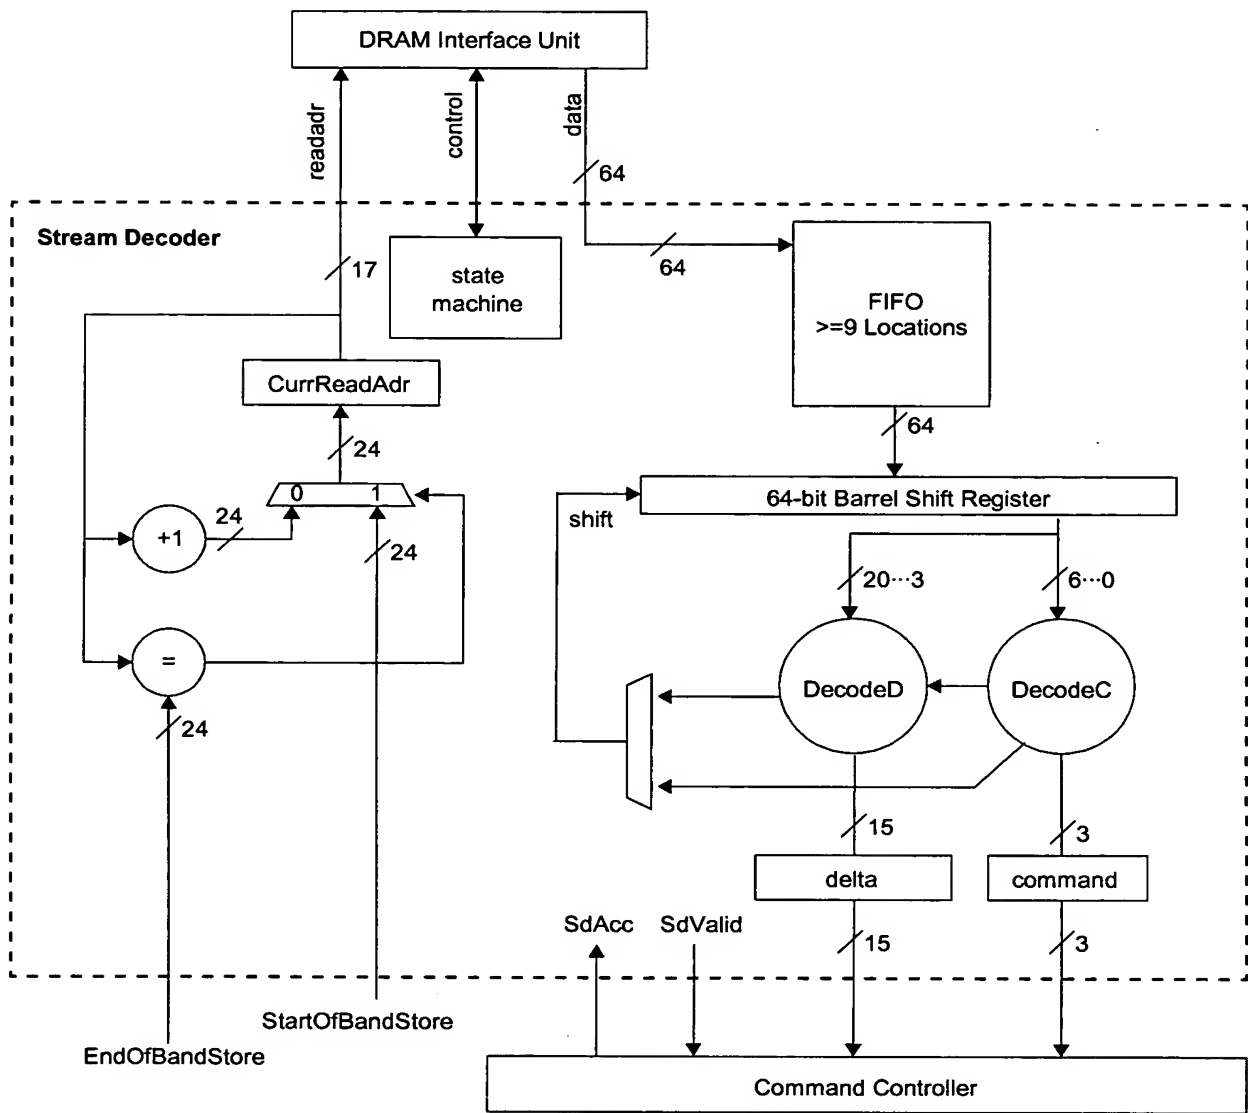 DRAM Interface Unit
readadr
control
data
64
Stream Decoder
17
state
machine
64
FIFO
>=9 Locations
CurrReadAdr
24
64
0 1
64-bit Barrel Shift Register
shift
+1
24
24
20...3
6...0
=
DecodeD
DecodeC
24
15
3
delta
command
SdAcc
SdValid
15
3
StartOfBandStore
EndOfBandStore
Command Controller